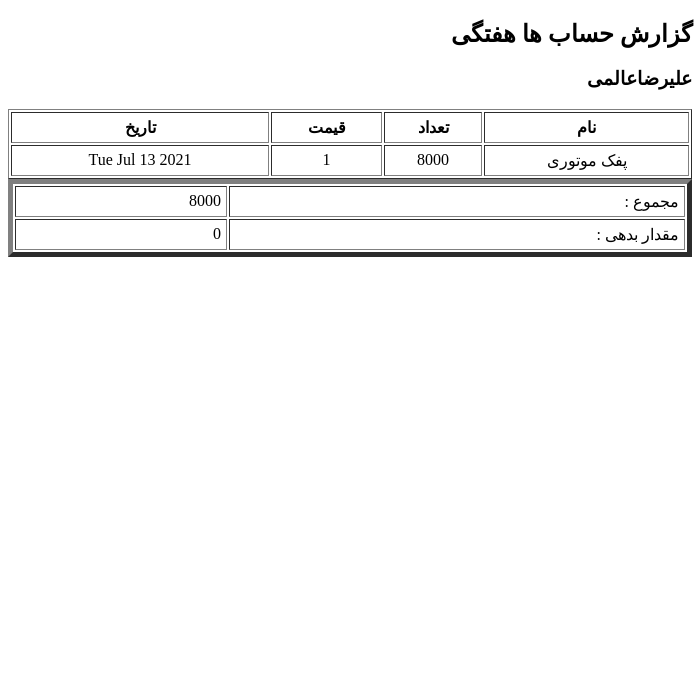 گزارش حساب ها هفتگی
علیرضاعالمی
نام تعداد قیمت تاریخ
پفک موتوری 8000 1 Tue Jul 13 2021
مجموع : 8000
مقدار بدهی : 0